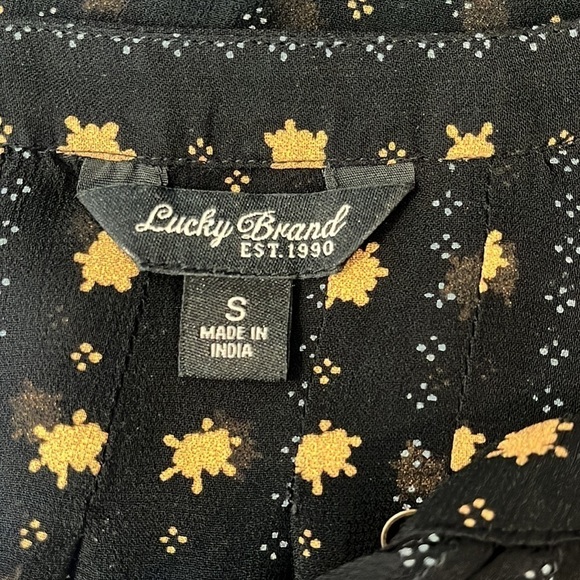 Lucky Brand
EST.1990
S
MADE IN
INDIA